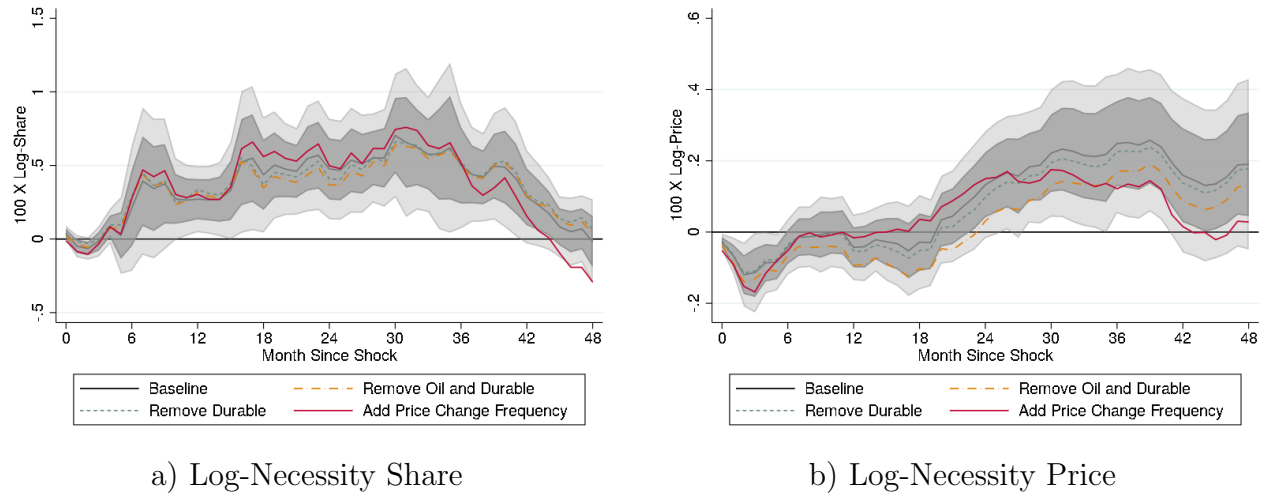 1.5
1
.5
0
-.5
100 X Log-Share
0 6 12 18 24 30 36 42 48
Month Since Shock
Baseline
Remove Oil and Durable
Remove Durable
Add Price Change Frequency
a) Log-Necessity Share
.6
.4
.2
0
-.2
100 X Log-Price
0 6 12 18 24 30 36 42 48
Month Since Shock
Baseline
Remove Oil and Durable
Remove Durable
Add Price Change Frequency
b) Log-Necessity Price